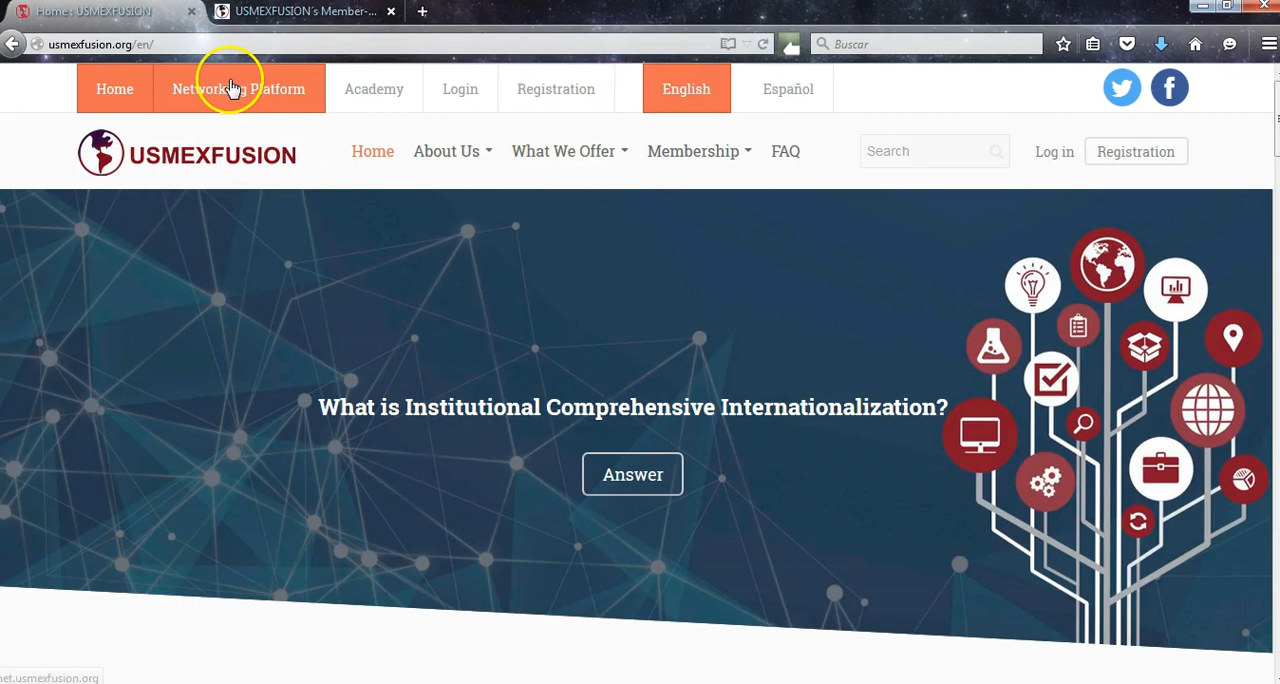 Home : USMEXFUSION
USMEXFUSION´s Member-...
usmexfusion.org/en/
Buscar
Home
Networking Platform
Academy
Login
Registration
English
Español
USMEXFUSION
Home
About Us
What We Offer
Membership
FAQ
Search
Log in
Registration
What is Institutional Comprehensive Internationalization?
Answer
net.usmexfusion.org